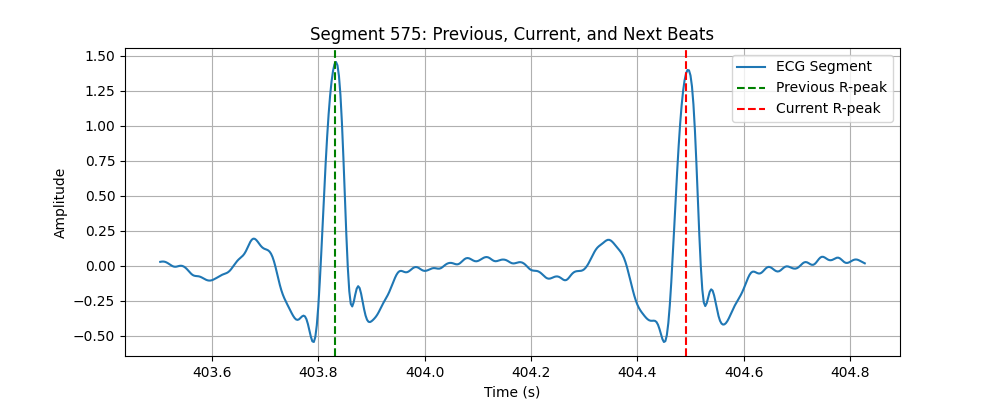 Segment 575: Previous, Current, and Next Beats
ECG Segment
Previous R-peak
Current R-peak
Amplitude
1.50
1.25
1.00
0.75
0.50
0.25
0.00
−0.25
−0.50
403.6 403.8 404.0 404.2 404.4 404.6 404.8
Time (s)